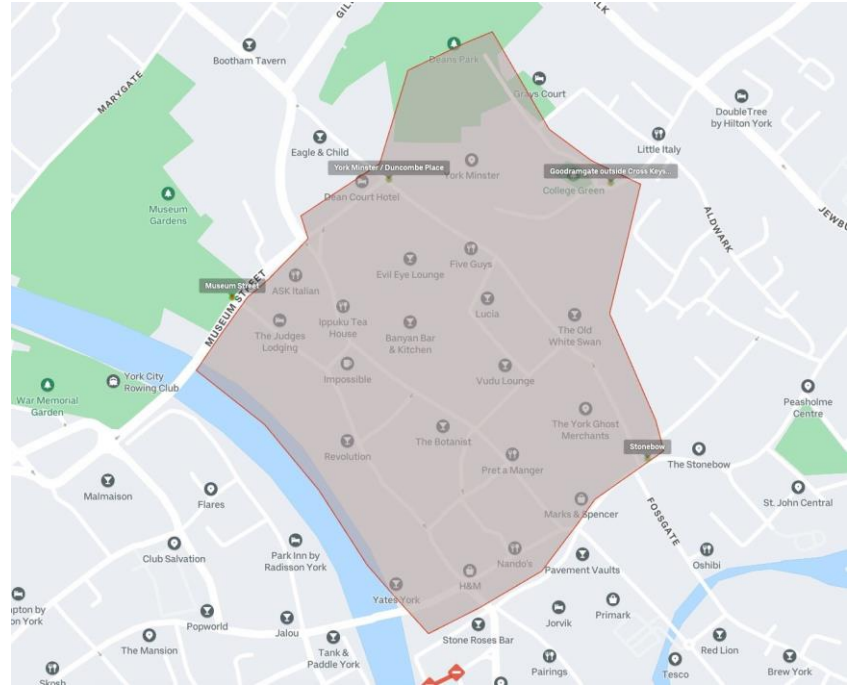 Bootham Tavern
MARYGATE
Deans Park
Grays Court
DoubleTree
by Hilton York
Little Italy
Eagle & Child
York Minster / Duncombe Place
York Minster
Goodramgate outside Cross Keys...
College Green
Dean Court Hotel
Museum
Gardens
ALDWARK
Museum Street
MUSEUM STREET
ASK Italian
Evil Eye Lounge
Five Guys
Lucia
Ippuku Tea
House
The Judges
Lodging
Banyan Bar
& Kitchen
The Old
White Swan
Impossible
Vudu Lounge
York City
Rowing Club
War Memorial
Garden
Peasholme
Centre
The York Ghost
Merchants
The Botanist
Revolution
Pret a Manger
Stonebow
The Stonebow
Malmaison
Flares
Marks & Spencer
St. John Central
FOSSGATE
Club Salvation
Park Inn by
Radisson York
Nando's
Pavement Vaults
Oshibi
H&M
Yates York
Primark
Jorvik
Popworld
Jalou
The Mansion
Tank &
Paddle York
Stone Roses Bar
Red Lion
Pairings
Tesco
Brew York